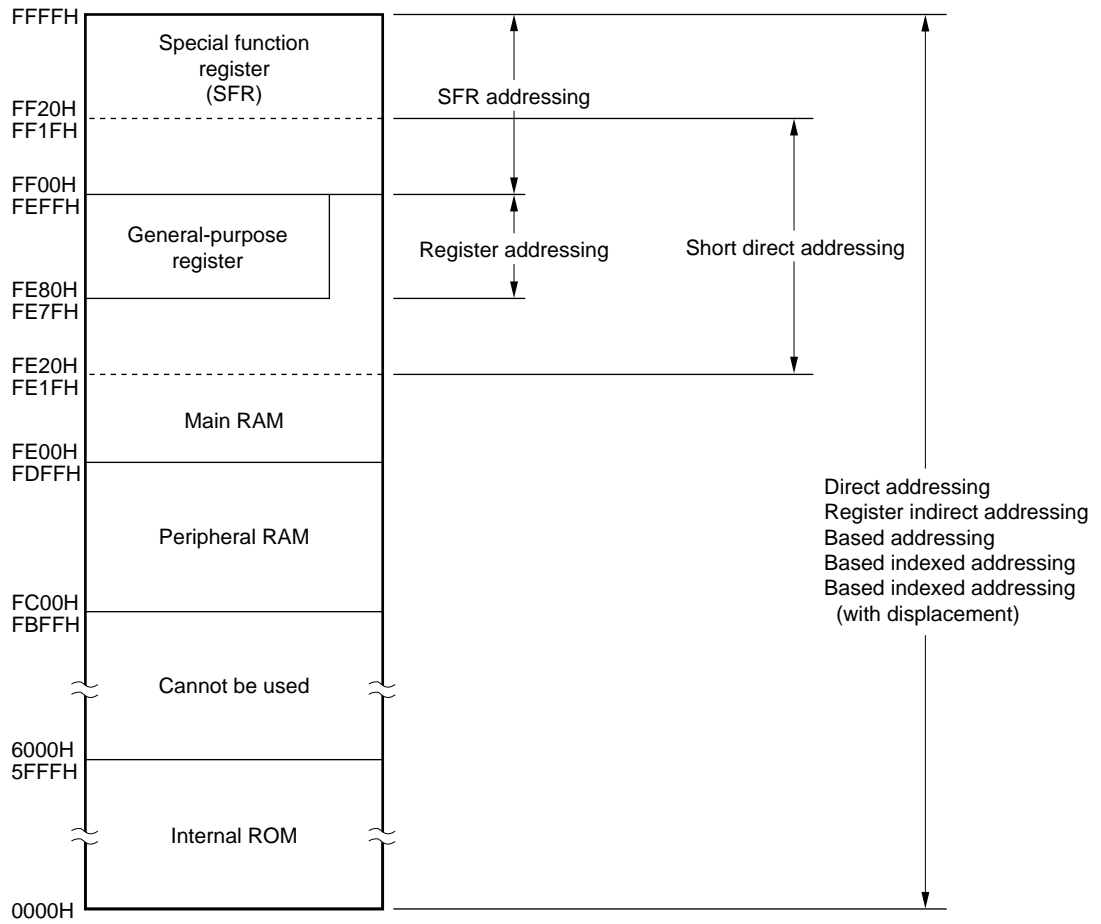 FFFFH
Special function
register
(SFR)
SFR addressing
FF20H
FF1FH
FF00H
FEFFH
General-purpose
register
Register addressing
Short direct addressing
FE80H
FE7FH
FE20H
FE1FH
Main RAM
FE00H
FDFFH
Direct addressing
Register indirect addressing
Based addressing
Based indexed addressing
Based indexed addressing
(with displacement)
Peripheral RAM
FC00H
FBFFH
Cannot be used
6000H
5FFFH
Internal ROM
0000H